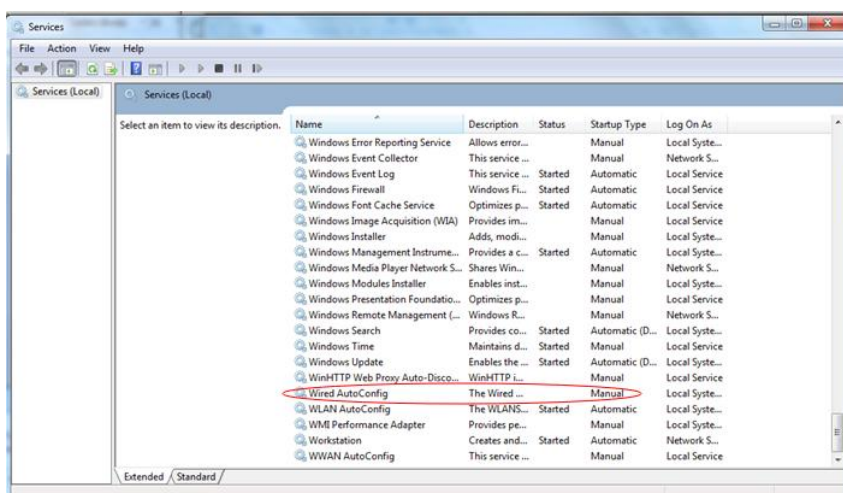 Services
File Action View Help
Services (Local)
Services (Local)
Select an item to view its description.
Name Description Status Startup Type Log On As
Windows Error Reporting Service Allows error... Manual Local Syste...
Windows Event Collector This service ... Manual Network S...
Windows Event Log This service ... Started Automatic Local Service
Windows Firewall Windows Fi... Started Automatic Local Service
Windows Font Cache Service Optimizes p... Started Automatic Local Service
Windows Image Acquisition (WIA) Provides im... Manual Local Service
Windows Installer Adds, modi... Manual Local Syste...
Windows Management Instrume... Provides a c... Started Automatic Local Syste...
Windows Media Player Network S... Shares Win... Manual Network S...
Windows Modules Installer Enables inst... Manual Local Syste...
Windows Presentation Foundatio... Optimizes p... Manual Local Service
Windows Remote Management (... Windows R... Manual Network S...
Windows Search Provides co... Started Automatic (D... Local Syste...
Windows Time Maintains d... Started Manual Local Service
Windows Update Enables the ... Started Automatic (D... Local Syste...
WinHTTP Web Proxy Auto-Disco... WinHTTP i... Manual Local Service
Wired AutoConfig The Wired ... Manual Local Syste...
WLAN AutoConfig The WLANS... Started Automatic Local Syste...
WMI Performance Adapter Provides pe... Manual Local Syste...
Workstation Creates and... Started Automatic Network S...
WWAN AutoConfig This service ... Manual Local Service
Extended Standard